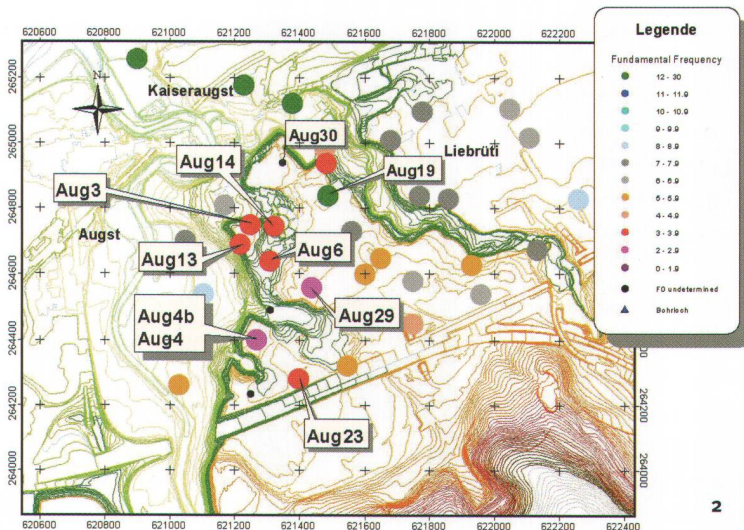 620600 620800 621000 621200 621400 621600 621800 622000 622200
265200
265000
264800
264600
264400
264200
264000
N
Kaiseraugst
Aug30
Aug14
Liebrüti
Aug19
Aug3
Augst
Aug13
Aug6
Aug4b
Aug4
Aug29
Aug23
Legende
Fundamental Frequency
12 - 30
11 - 11.9
10 - 10.9
9 - 9.9
8 - 8.9
7 - 7.9
6 - 6.9
5 - 5.9
4 - 4.9
3 - 3.9
2 - 2.9
0 - 1.9
F0 undetermined
Bohrloch
264200
264000
620600 620800 621000 621200 621400 621600 621800 622000 622200 622400
2